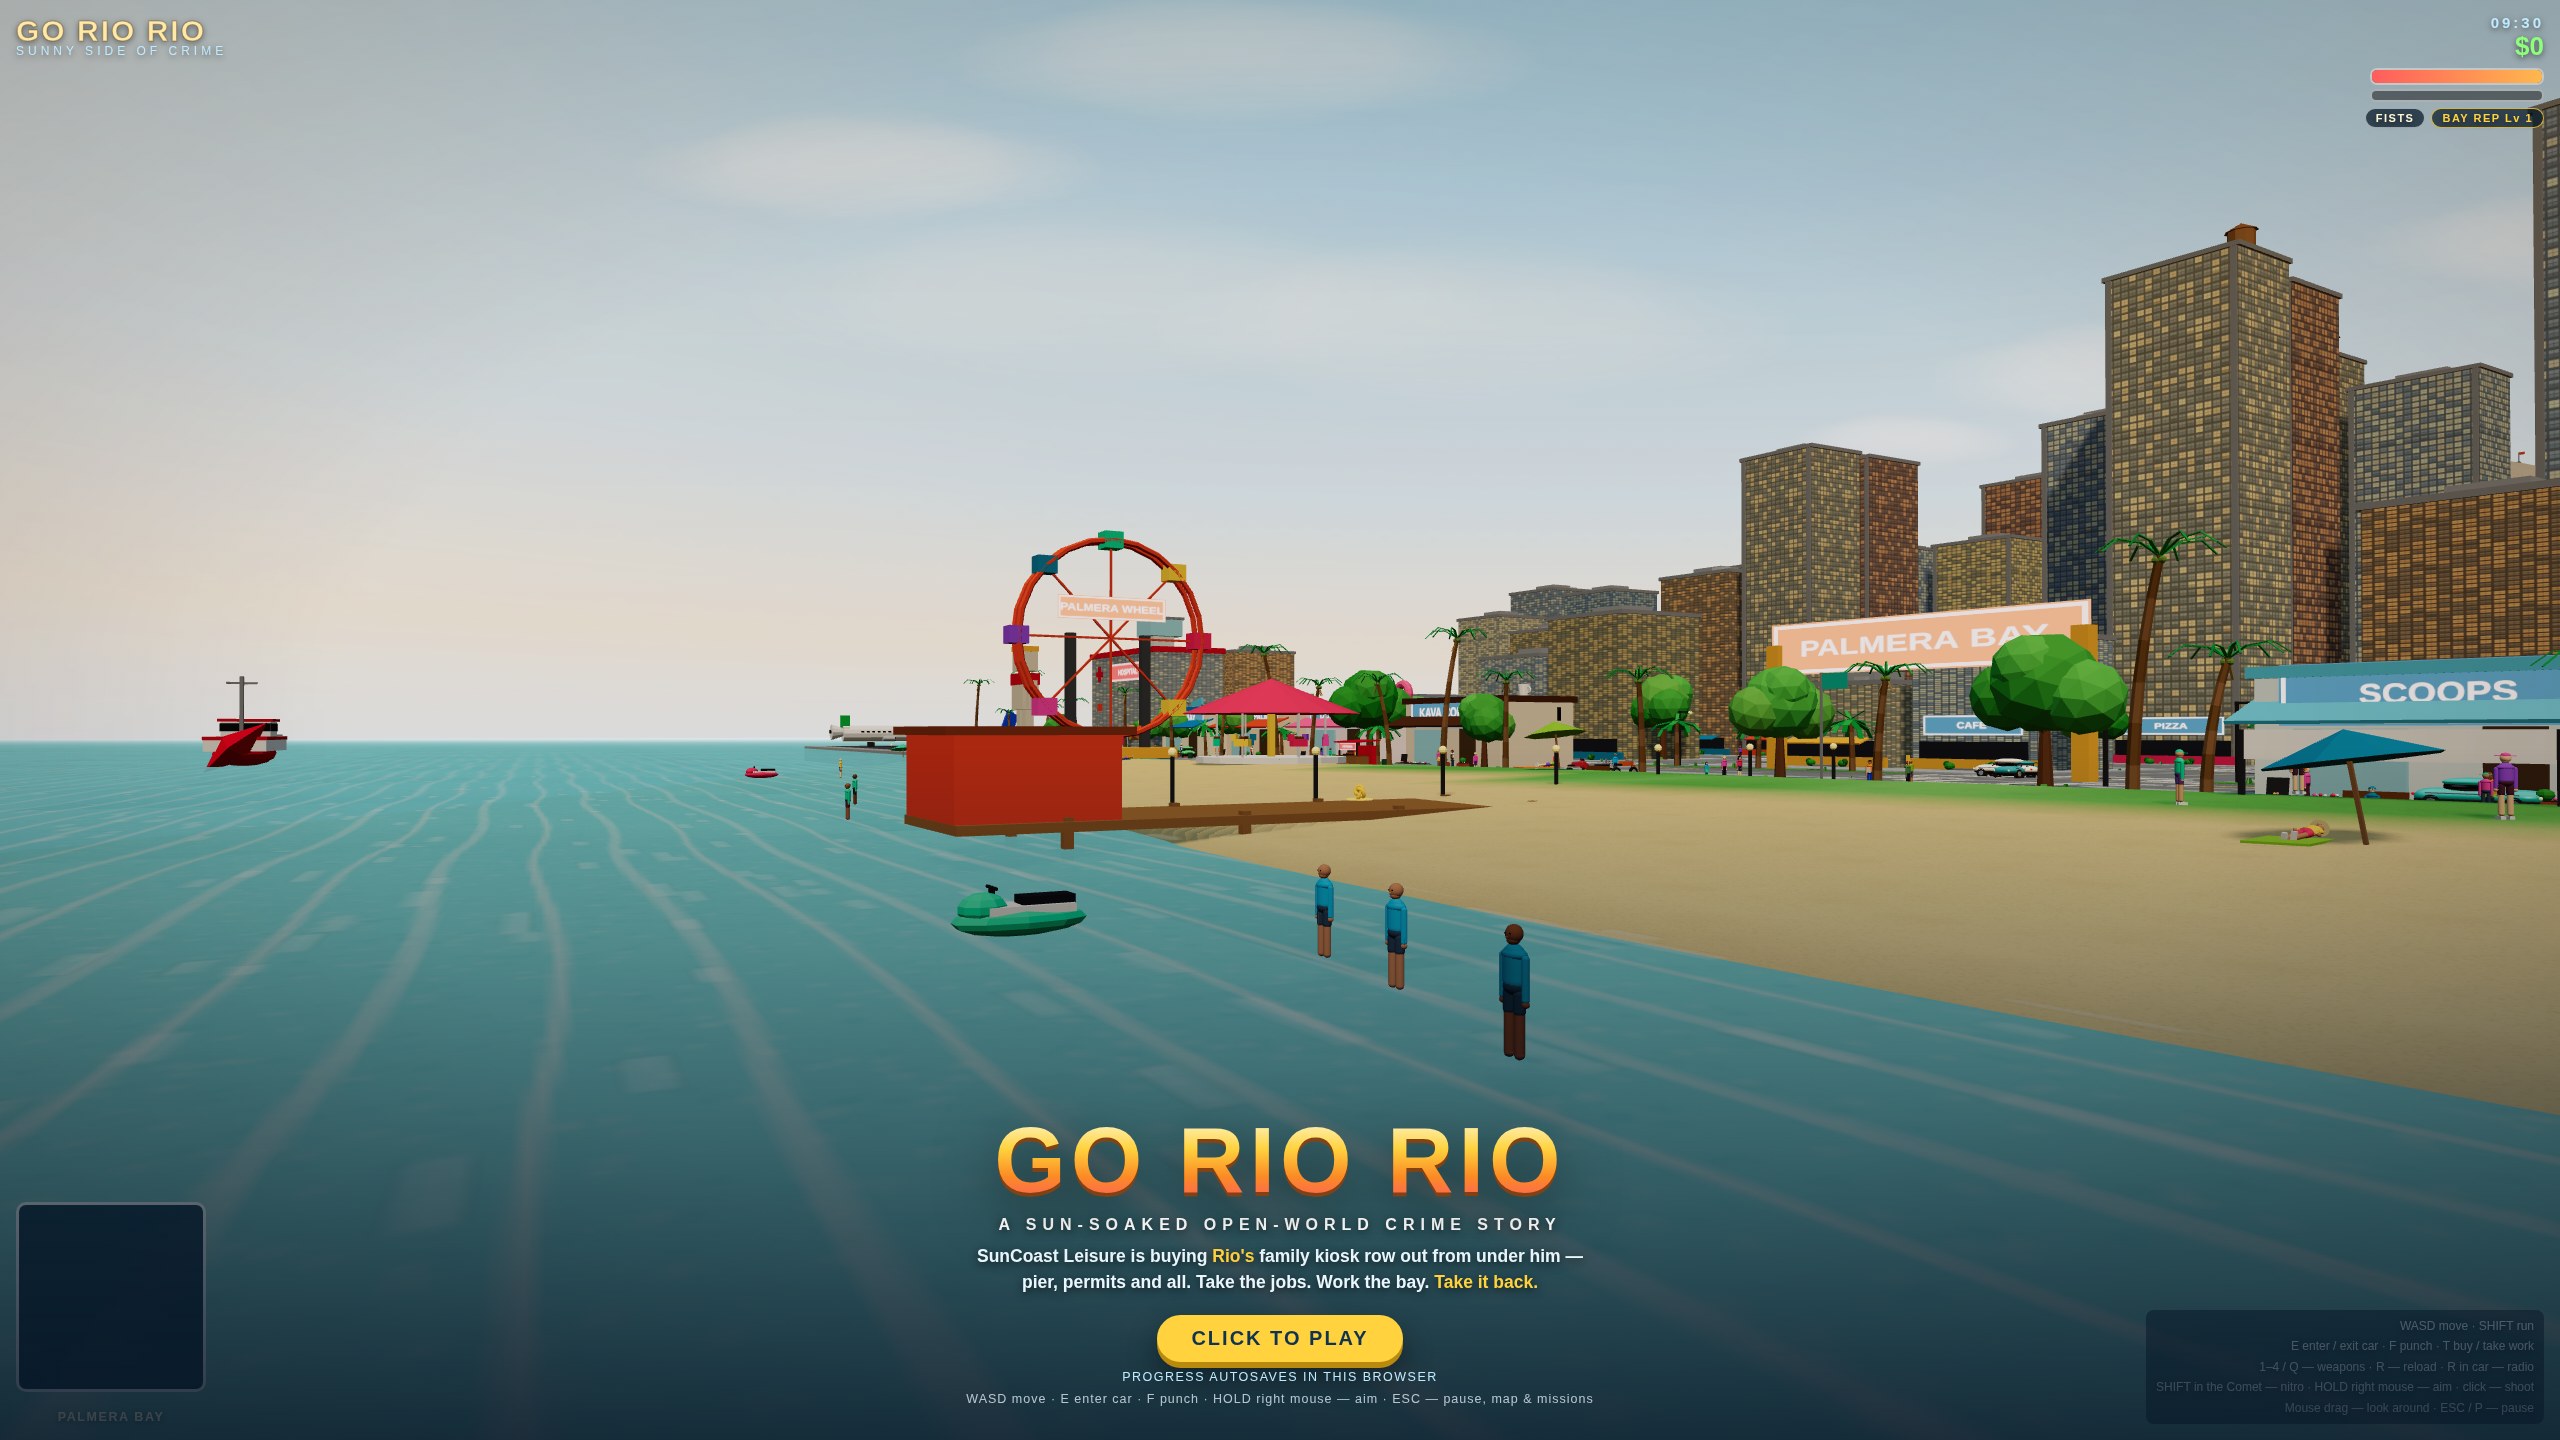 GO RIO RIO
SUNNY SIDE OF CRIME
09:30
$0
FISTS
BAY REP Lv 1
PALMERA WHEEL
HOSPITAL
PALMERA BAY
KAVA
CAFE
PIZZA
SCOOPS
GO RIO RIO
A SUN-SOAKED OPEN-WORLD CRIME STORY
SunCoast Leisure is buying Rio's family kiosk row out from under him —
pier, permits and all. Take the jobs. Work the bay. Take it back.
CLICK TO PLAY
PROGRESS AUTOSAVES IN THIS BROWSER
WASD move · E enter car · F punch · HOLD right mouse — aim · ESC — pause, map & missions
PALMERA BAY
WASD move · SHIFT run
E enter / exit car · F punch · T buy / take work
1–4 / Q — weapons · R — reload · R in car — radio
SHIFT in the Comet — nitro · HOLD right mouse — aim · click — shoot
Mouse drag — look around · ESC / P — pause